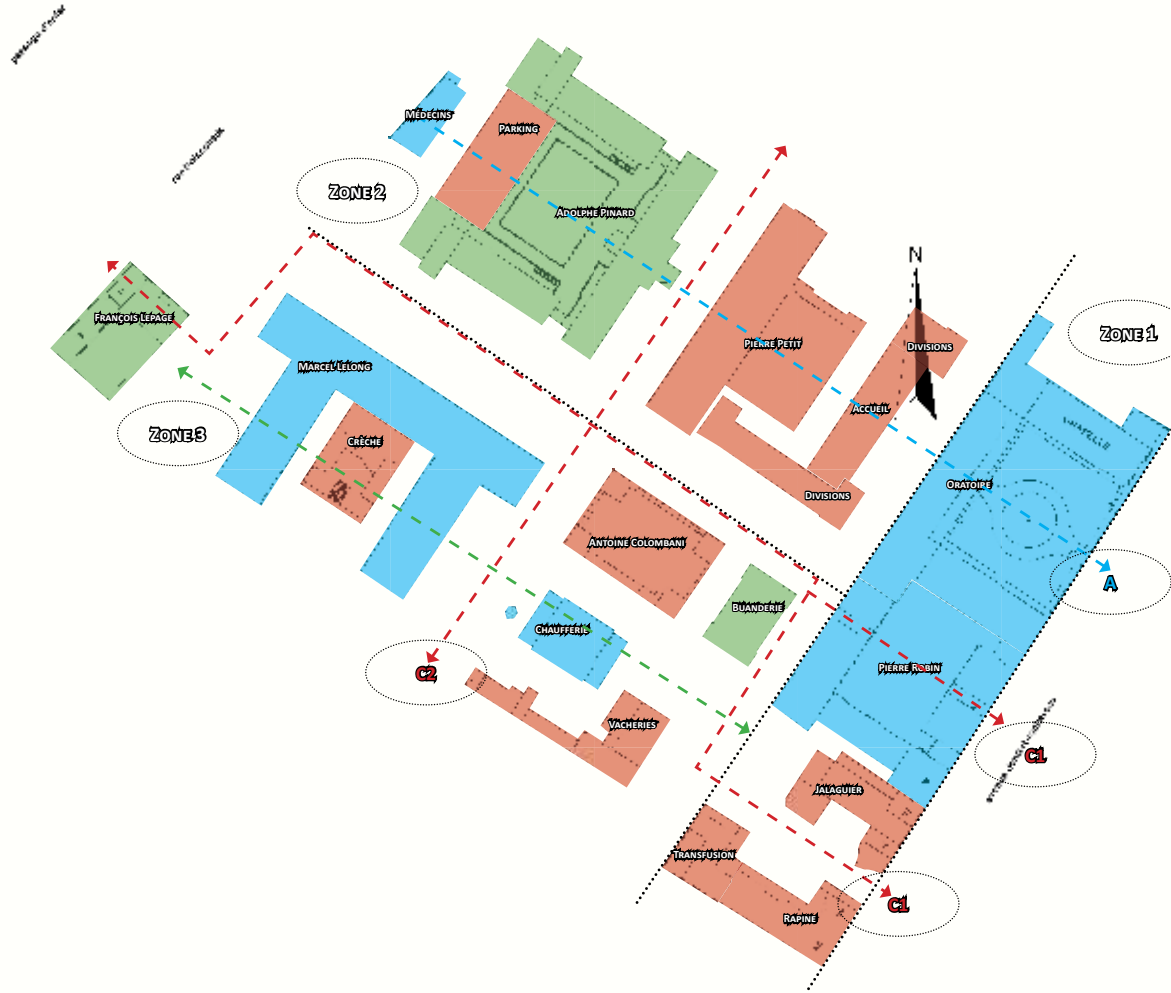 MÉDECINS
PARKING
ZONE 2
ADOLPHE PINARD
N
FRANÇOIS LEPAGE
ZONE 1
PIERRE PETIT
DIVISIONS
MARCEL LELONG
ACCUEIL
CRÈCHE
ZONE 3
CHAPELLE
ORATOIRE
DIVISIONS
ANTOINE COLOMBANI
A
BUANDERIE
CHAUFFERIE
PIERRE ROBIN
C2
VACHERIES
C1
JALAGUIER
TRANSFUSION
C1
RAPINE